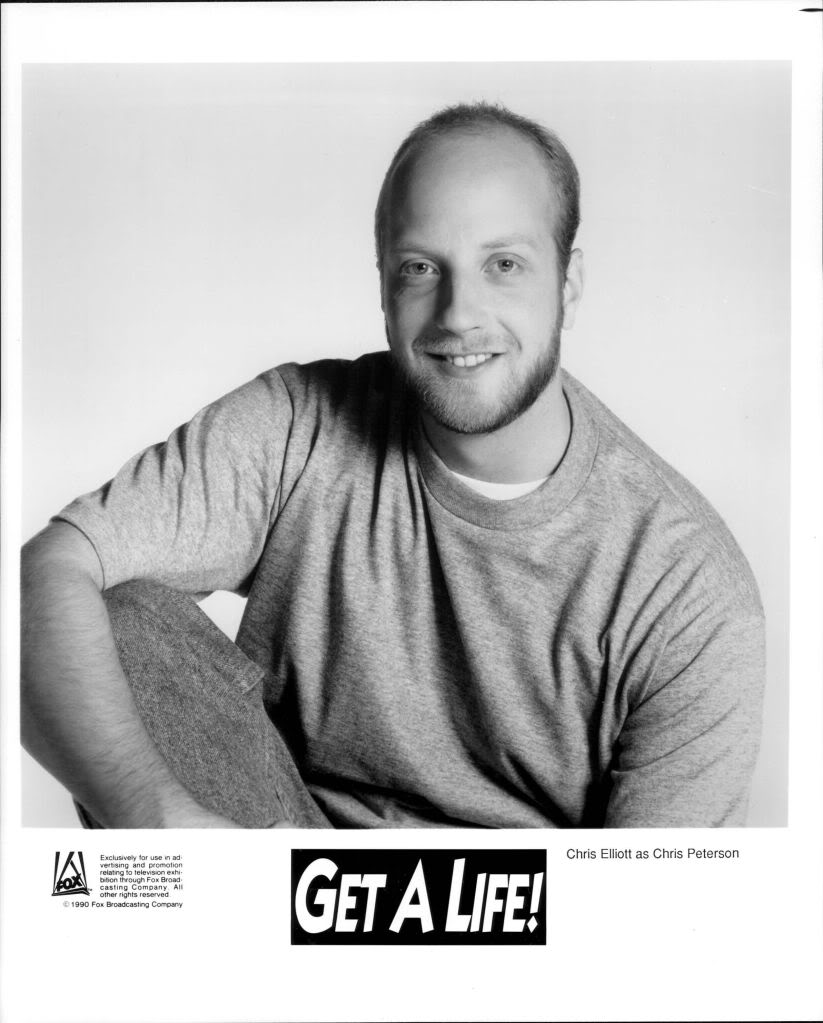 FOX
Exclusively for use in ad-
vertising and promotion
relating to television exhi-
bition through Fox Broad-
casting Company. All
other rights reserved.
© 1990 Fox Broadcasting Company
GET A LIFE!
Chris Elliott as Chris Peterson